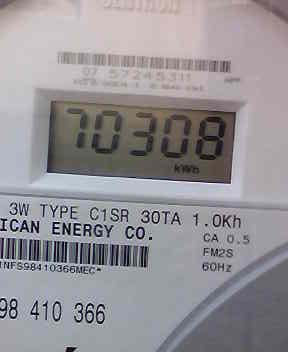 07 57245311
70308
kWh
3W TYPE C1SR 30TA 1.0Kh
ICAN ENERGY CO.
CA 0.5
FM2S
60Hz
INFS98410366MEC*
98 410 366